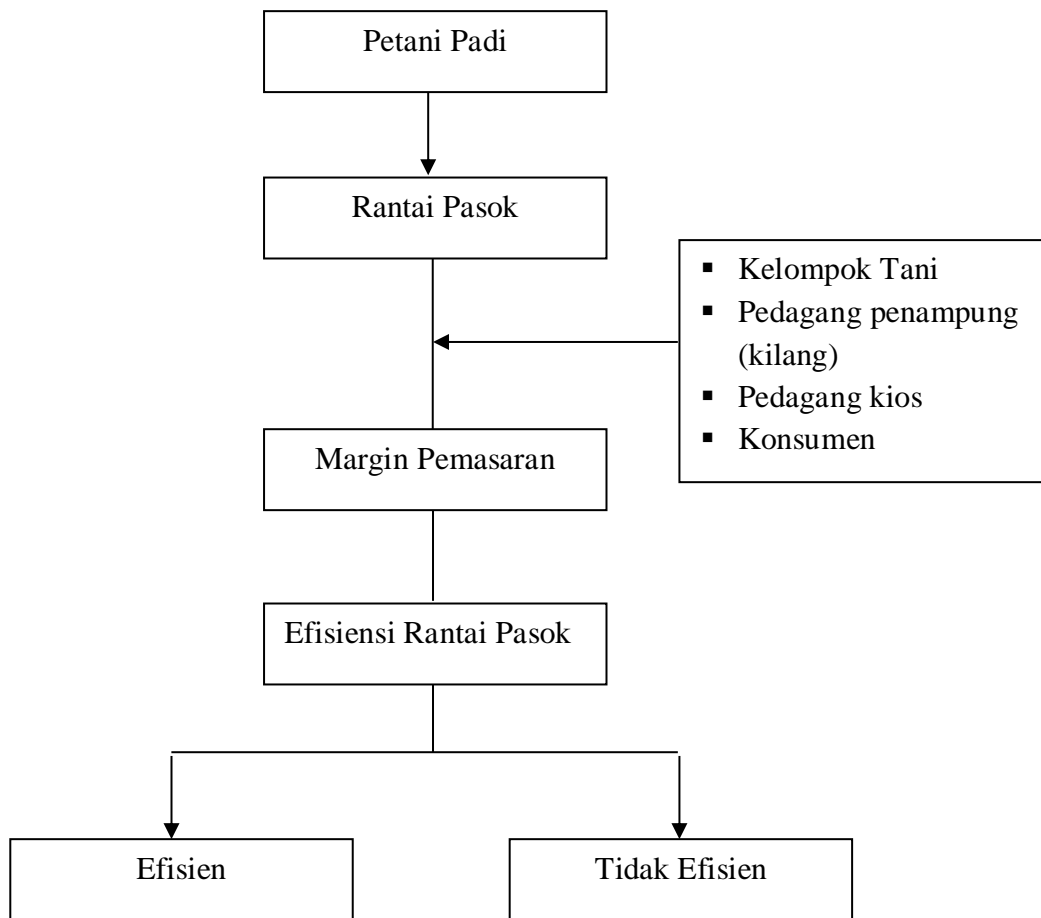 Petani Padi
Rantai Pasok
▪ Kelompok Tani
▪ Pedagang penampung
(kilang)
▪ Pedagang kios
▪ Konsumen
Margin Pemasaran
Efisiensi Rantai Pasok
Efisien
Tidak Efisien